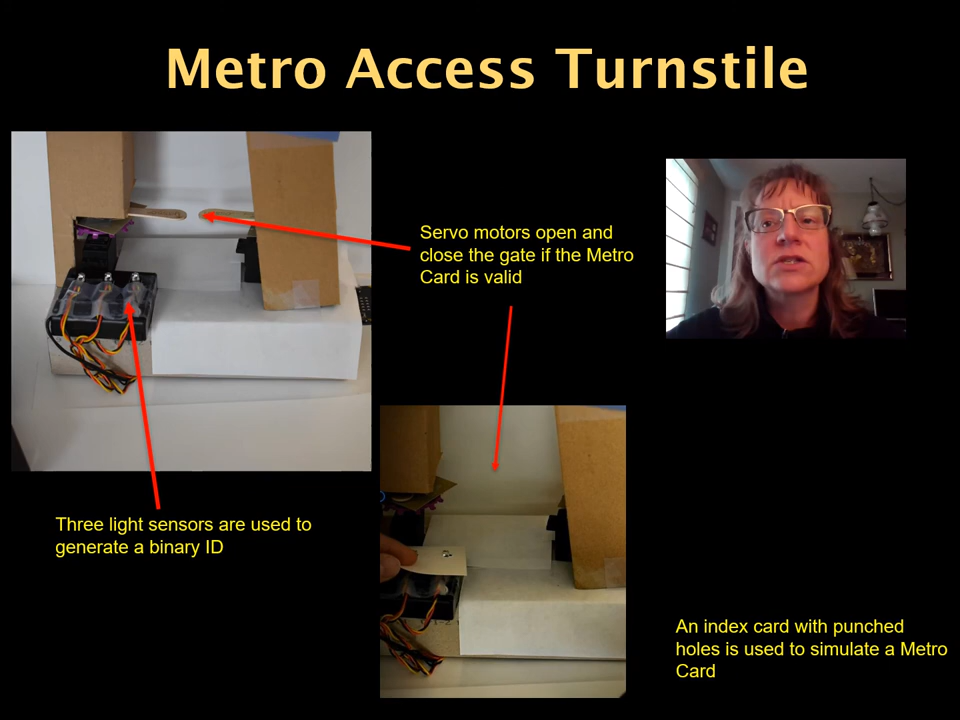 Metro Access Turnstile
Servo motors open and
close the gate if the Metro
Card is valid
Three light sensors are used to
generate a binary ID
An index card with punched
holes is used to simulate a Metro
Card